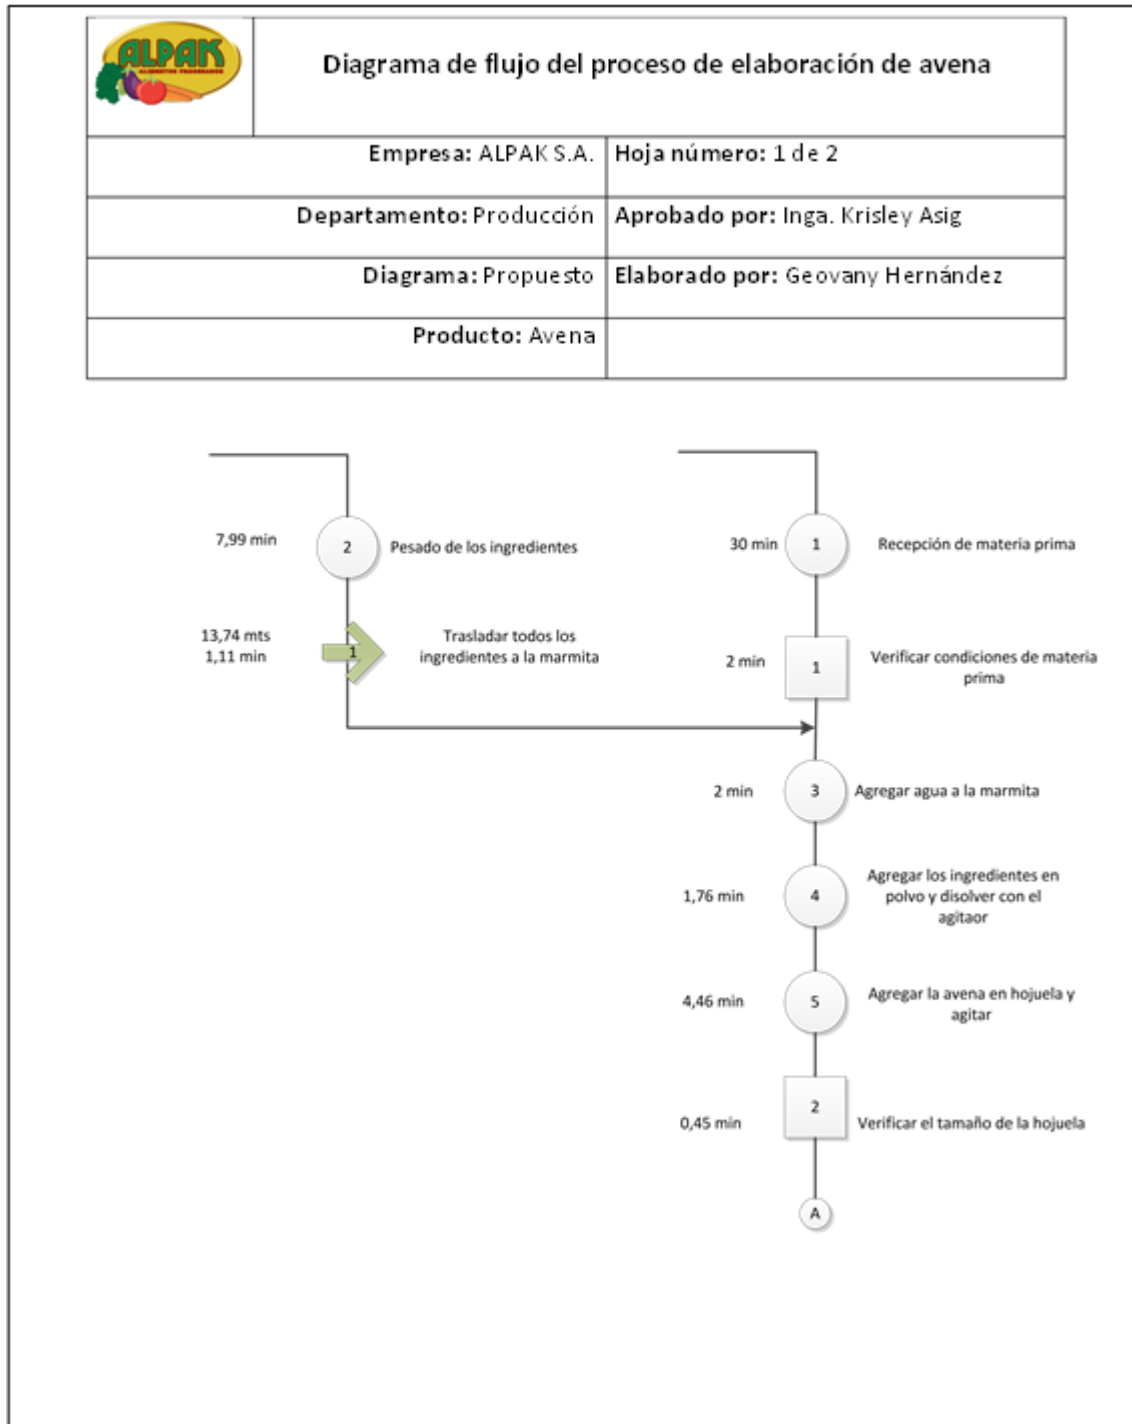 ALPAK
ALIMENTOS PROCESADOS
Diagrama de flujo del proceso de elaboración de avena
Empresa: ALPAK S.A.
Hoja número: 1 de 2
Departamento: Producción
Aprobado por: Inga. Krisley Asig
Diagrama: Propuesto
Elaborado por: Geovany Hernández
Producto: Avena
7,99 min
2
Pesado de los ingredientes
13,74 mts
1,11 min
1
Trasladar todos los
ingredientes a la marmita
30 min
1
Recepción de materia prima
2 min
1
Verificar condiciones de materia
prima
2 min
3
Agregar agua a la marmita
1,76 min
4
Agregar los ingredientes en
polvo y disolver con el
agitaor
4,46 min
5
Agregar la avena en hojuela y
agitar
0,45 min
2
Verificar el tamaño de la hojuela
A